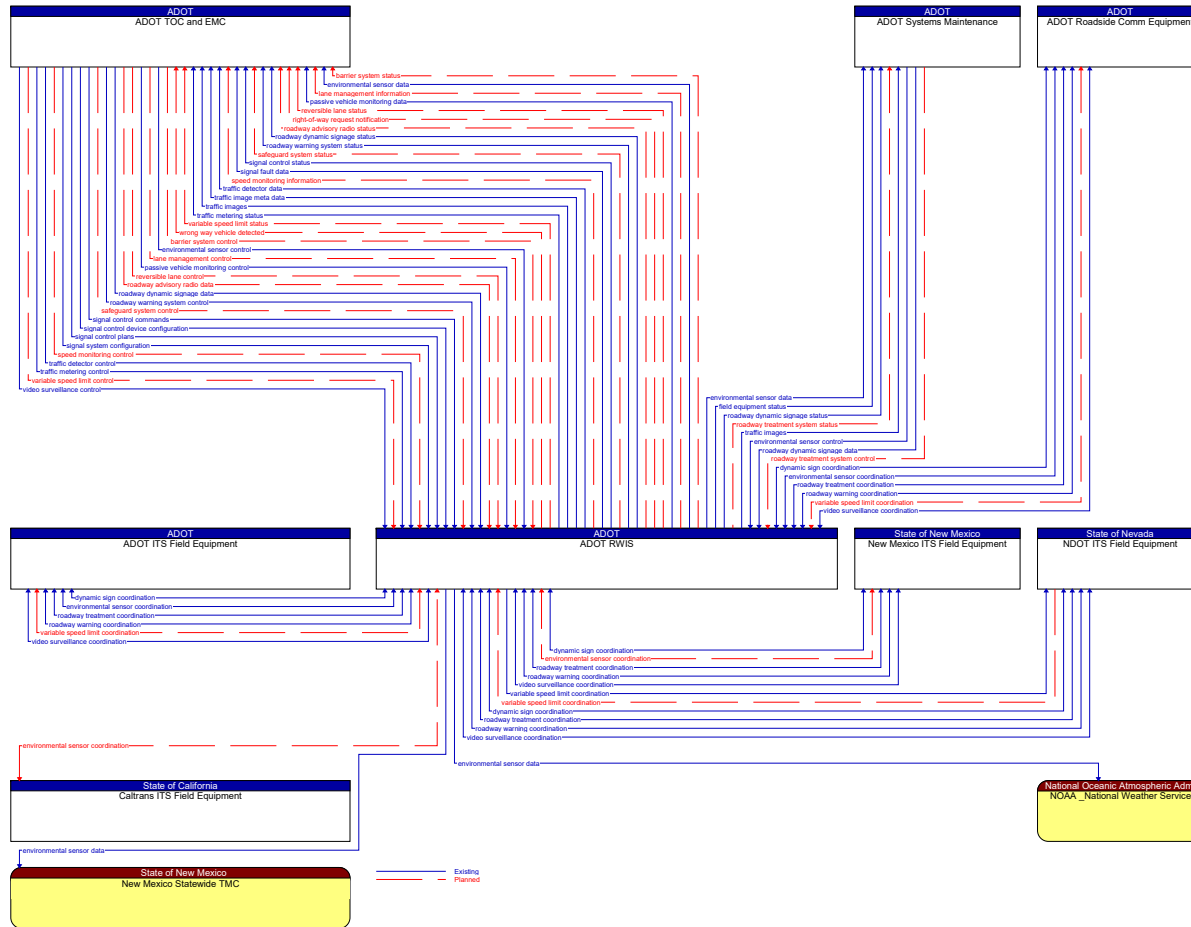 ADOT
ADOT TOC and EMC
ADOT
ADOT Systems Maintenance
ADOT
ADOT Roadside Comm Equipment
barrier system status
environmental sensor data
lane management information
passive vehicle monitoring data
reversible lane status
right-of-way request notification
roadway advisory radio status
roadway dynamic signage status
roadway warning system status
safeguard system status
signal control status
signal fault data
speed monitoring information
traffic detector data
traffic image meta data
traffic images
traffic metering status
variable speed limit status
wrong way vehicle detected
barrier system control
environmental sensor control
lane management control
passive vehicle monitoring control
reversible lane control
roadway advisory radio data
roadway dynamic signage data
roadway warning system control
safeguard system control
signal control commands
signal control device configuration
signal control plans
signal system configuration
speed monitoring control
traffic detector control
traffic metering control
variable speed limit control
video surveillance control
environmental sensor data
field equipment status
roadway dynamic signage status
roadway treatment system status
traffic images
environmental sensor control
roadway dynamic signage data
roadway treatment system control
dynamic sign coordination
environmental sensor coordination
roadway treatment coordination
roadway warning coordination
variable speed limit coordination
video surveillance coordination
ADOT
ADOT ITS Field Equipment
ADOT
ADOT RWIS
State of New Mexico
New Mexico ITS Field Equipment
State of Nevada
NDOT ITS Field Equipment
dynamic sign coordination
environmental sensor coordination
roadway treatment coordination
roadway warning coordination
variable speed limit coordination
video surveillance coordination
dynamic sign coordination
environmental sensor coordination
roadway treatment coordination
roadway warning coordination
video surveillance coordination
variable speed limit coordination
variable speed limit coordination
dynamic sign coordination
roadway treatment coordination
roadway warning coordination
video surveillance coordination
environmental sensor coordination
environmental sensor data
State of California
Caltrans ITS Field Equipment
National Oceanic Atmospheric Adm
NOAA _National Weather Service
environmental sensor data
State of New Mexico
New Mexico Statewide TMC
Existing
Planned